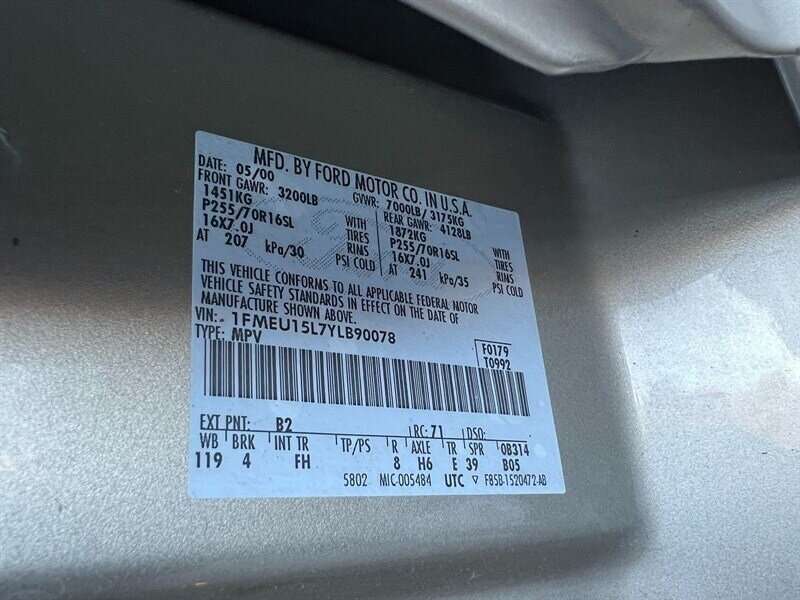 MFD. BY FORD MOTOR CO. IN U.S.A.
DATE: 05/00 GVWR: 7000LB/ 3175KG
FRONT GAWR: 3200LB REAR GAWR: 4128LB
1451KG WITH 1872KG WITH
P255/70R16SL TIRES P255/70R16SL TIRES
16X7.0J RIMS 16X7.0J RIMS
AT 207 kPa/30 PSI COLD AT 241 kPa/35 PSI COLD
THIS VEHICLE CONFORMS TO ALL APPLICABLE FEDERAL MOTOR
VEHICLE SAFETY STANDARDS IN EFFECT ON THE DATE OF
MANUFACTURE SHOWN ABOVE.
VIN:- 1FMEU15L7YLB90078 F0179
TYPE: MPV T0992
EXT PNT: B2 RC: 71 DSO:
WB BRK INT TR TP/PS R AXLE TR SPR 0B314
119 4 FH 8 H6 E 39 B05
5802 MIC-005484 UTC ▽ F85B-1520472-AB